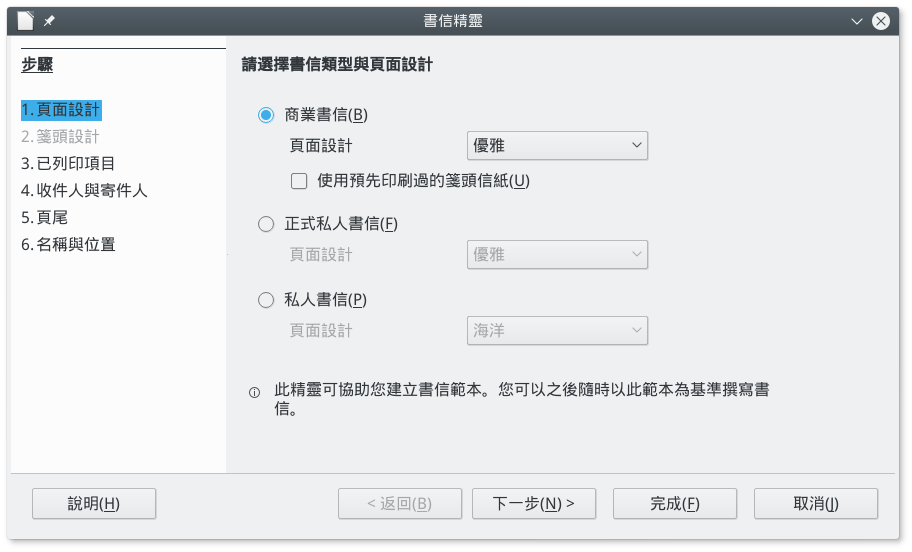 書信精靈
步驟
1. 頁面設計
2. 箋頭設計
3. 已列印項目
4. 收件人與寄件人
5. 頁尾
6. 名稱與位置
請選擇書信類型與頁面設計
商業書信(B)
頁面設計 優雅
使用預先印刷過的箋頭信紙(U)
正式私人書信(F)
頁面設計 優雅
私人書信(P)
頁面設計 海洋
此精靈可協助您建立書信範本。您可以之後隨時以此範本為基準撰寫書
信。
說明(H) < 返回(B) 下一步(N) > 完成(F) 取消(J)